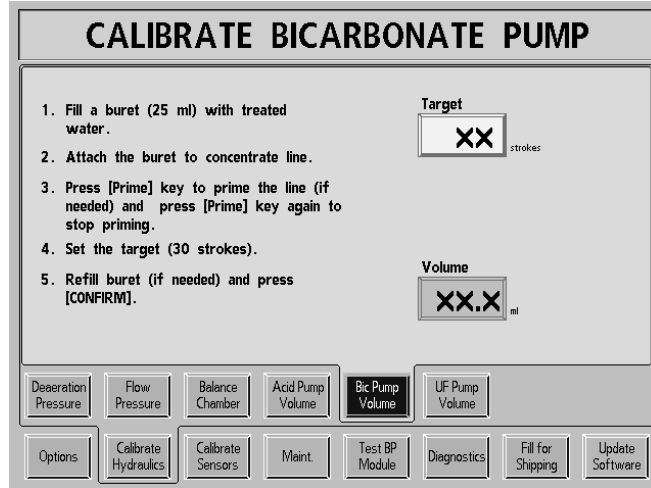 CALIBRATE BICARBONATE PUMP
1. Fill a buret (25 ml) with treated
water.
2. Attach the buret to concentrate line.
3. Press [Prime] key to prime the line (if
needed) and press [Prime] key again to
stop priming.
4. Set the target (30 strokes).
5. Refill buret (if needed) and press
[CONFIRM].
Target
XX
strokes
Volume
XX.X
ml
Deaeration
Pressure
Flow
Pressure
Balance
Chamber
Acid Pump
Volume
Bic Pump
Volume
UF Pump
Volume
Options
Calibrate
Hydraulics
Calibrate
Sensors
Maint.
Test BP
Module
Diagnostics
Fill for
Shipping
Update
Software